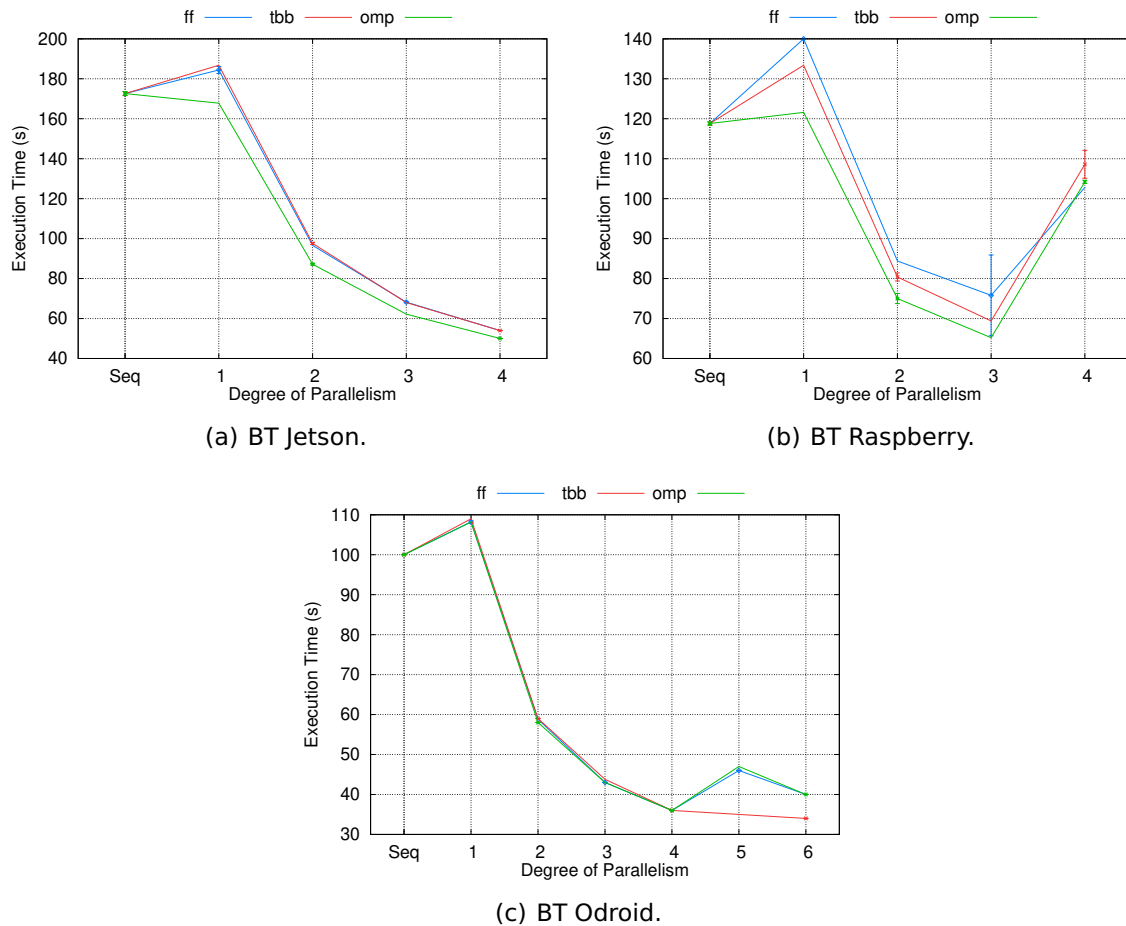 ff tbb omp
200
180
160
140
120
100
80
60
40
Execution Time (s)
Seq 1 2 3 4
Degree of Parallelism
(a) BT Jetson.
ff tbb omp
140
130
120
110
100
90
80
70
60
Execution Time (s)
Seq 1 2 3 4
Degree of Parallelism
(b) BT Raspberry.
ff tbb omp
110
100
90
80
70
60
50
40
30
Execution Time (s)
Seq 1 2 3 4 5 6
Degree of Parallelism
(c) BT Odroid.